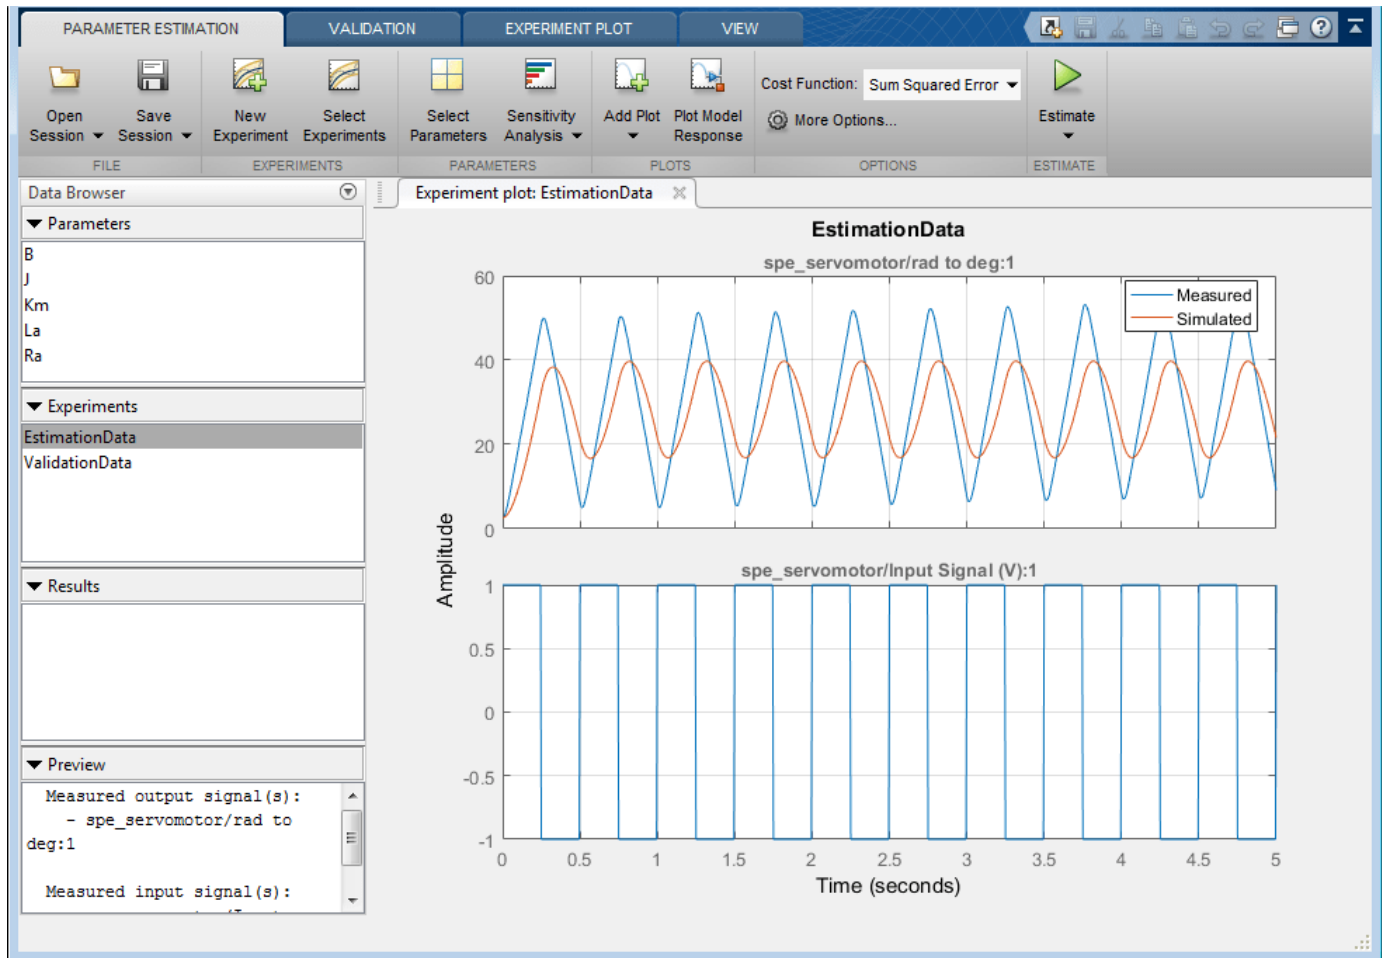 PARAMETER ESTIMATION
VALIDATION
EXPERIMENT PLOT
VIEW
Open
Session
Save
Session
New
Experiment
Select
Experiments
Select
Parameters
Sensitivity
Analysis
Add Plot
Plot Model
Response
Cost Function:
Sum Squared Error
More Options...
Estimate
FILE
EXPERIMENTS
PARAMETERS
PLOTS
OPTIONS
ESTIMATE
Data Browser
Parameters
B
J
Km
La
Ra
Experiments
EstimationData
ValidationData
Results
Preview
Measured output signal(s):
- spe_servomotor/rad to
deg:1
Measured input signal(s):
Experiment plot: EstimationData
EstimationData
spe_servomotor/rad to deg:1
60
40
20
0
Measured
Simulated
Amplitude
spe_servomotor/Input Signal (V):1
1
0.5
0
-0.5
-1
0 0.5 1 1.5 2 2.5 3 3.5 4 4.5 5
Time (seconds)